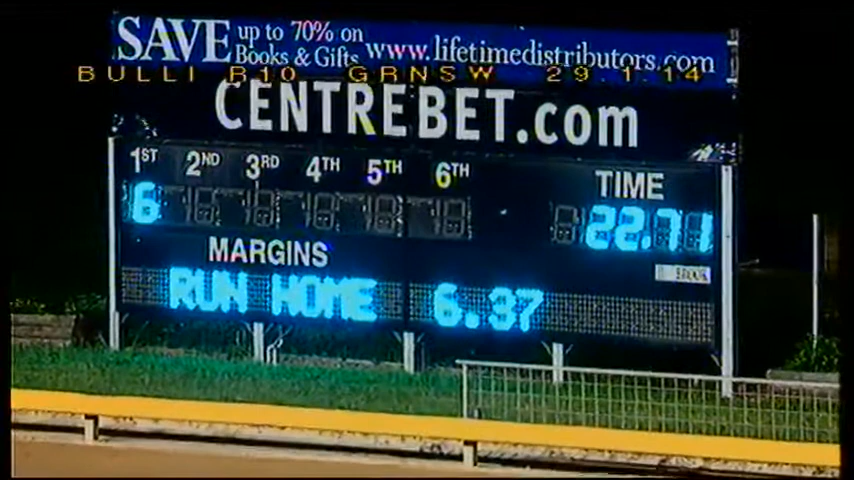 SAVE up to 70% on
Books & Gifts www.lifetimedistributors.com
BULLI R10 GRNSW 29.1.14
CENTREBET.com
1ST 2ND 3RD 4TH 5TH 6TH TIME
6 22.71
MARGINS
RUN HOME 6.37